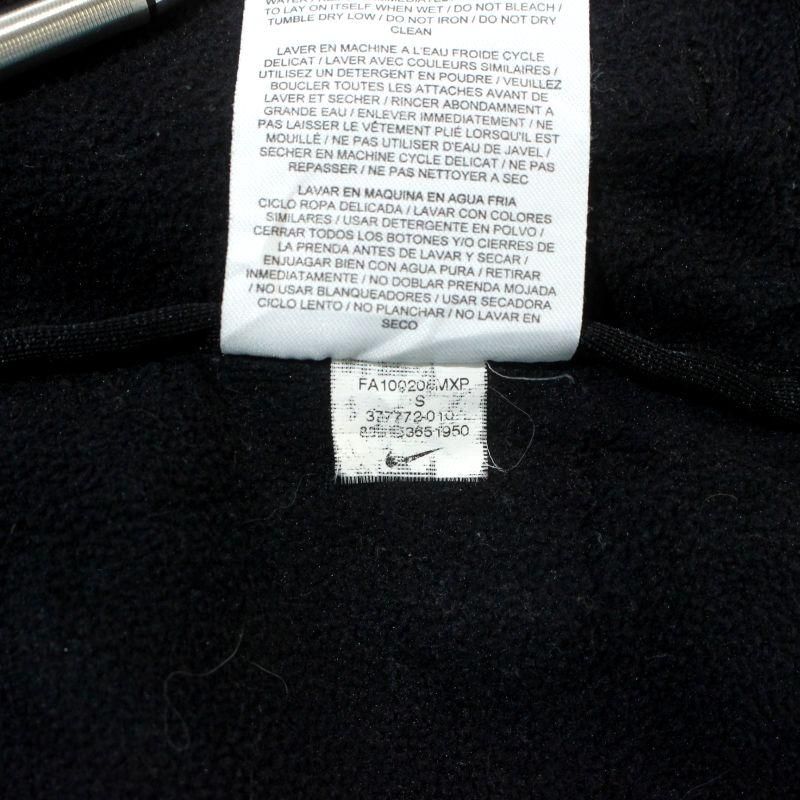 TO LAY ON ITSELF WHEN WET / DO NOT BLEACH /
TUMBLE DRY LOW / DO NOT IRON / DO NOT DRY
CLEAN
LAVER EN MACHINE A L'EAU FROIDE CYCLE
DELICAT / LAVER AVEC COULEURS SIMILAIRES /
UTILISEZ UN DETERGENT EN POUDRE / VEUILLEZ
BOUCLER TOUTES LES ATTACHES AVANT DE
LAVER ET SECHER / RINCER ABONDAMMENT A
GRANDE EAU / ENLEVER IMMEDIATEMENT / NE
PAS LAISSER LE VÊTEMENT PLIÉ LORSQU'IL EST
MOUILLÉ / NE PAS UTILISER D'EAU DE JAVEL /
SECHER EN MACHINE CYCLE DELICAT / NE PAS
REPASSER / NE PAS NETTOYER A SEC
LAVAR EN MAQUINA EN AGUA FRIA
CICLO ROPA DELICADA / LAVAR CON COLORES
SIMILARES / USAR DETERGENTE EN POLVO /
CERRAR TODOS LOS BOTONES Y/O CIERRES DE
LA PRENDA ANTES DE LAVAR Y SECAR /
ENJUAGAR BIEN CON AGUA PURA / RETIRAR
INMEDIATAMENTE / NO DOBLAR PRENDA MOJADA
/ NO USAR BLANQUEADORES / USAR SECADORA
CICLO LENTO / NO PLANCHAR / NO LAVAR EN
SECO
S
377772-010